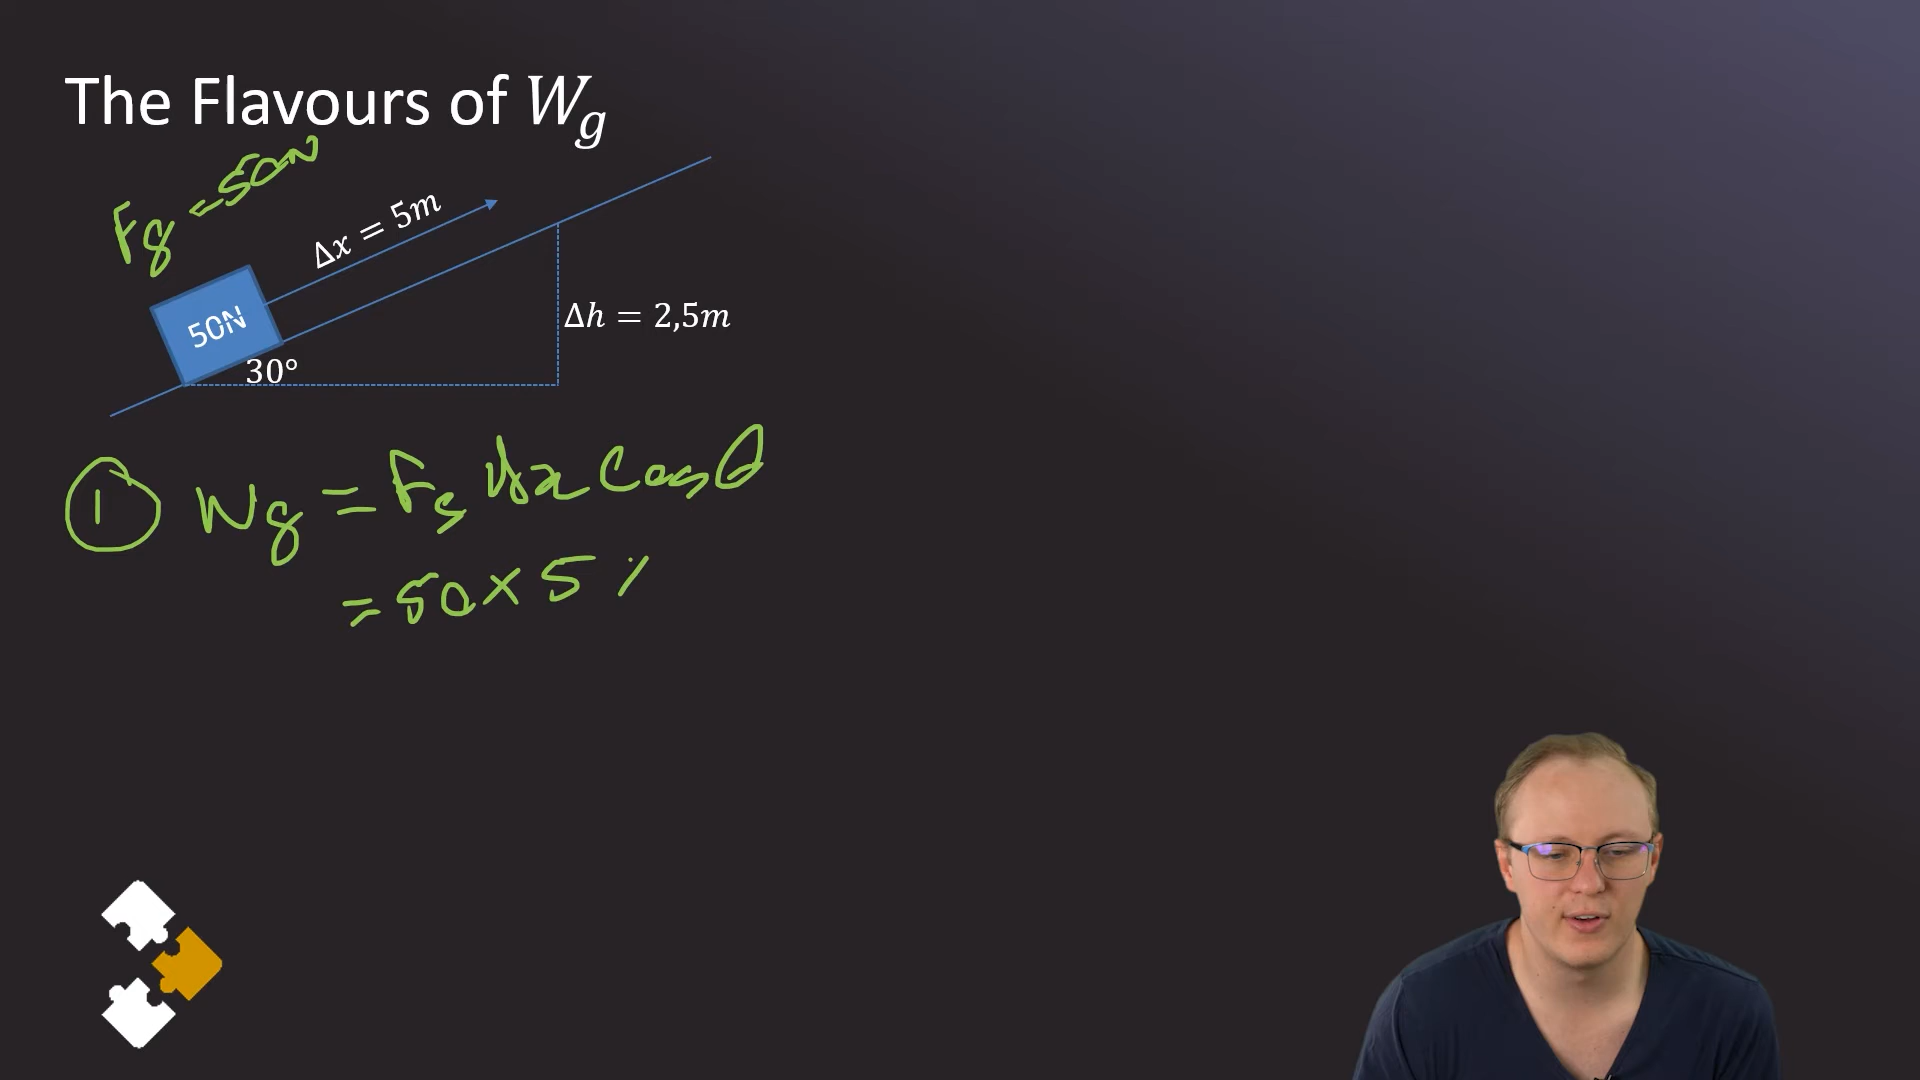 The Flavours of W_g
Fg = 50N
Δx = 5m
50N
Δh = 2,5m
30°
① Wg = Fg Δx Cosθ
= 50 × 5 ×